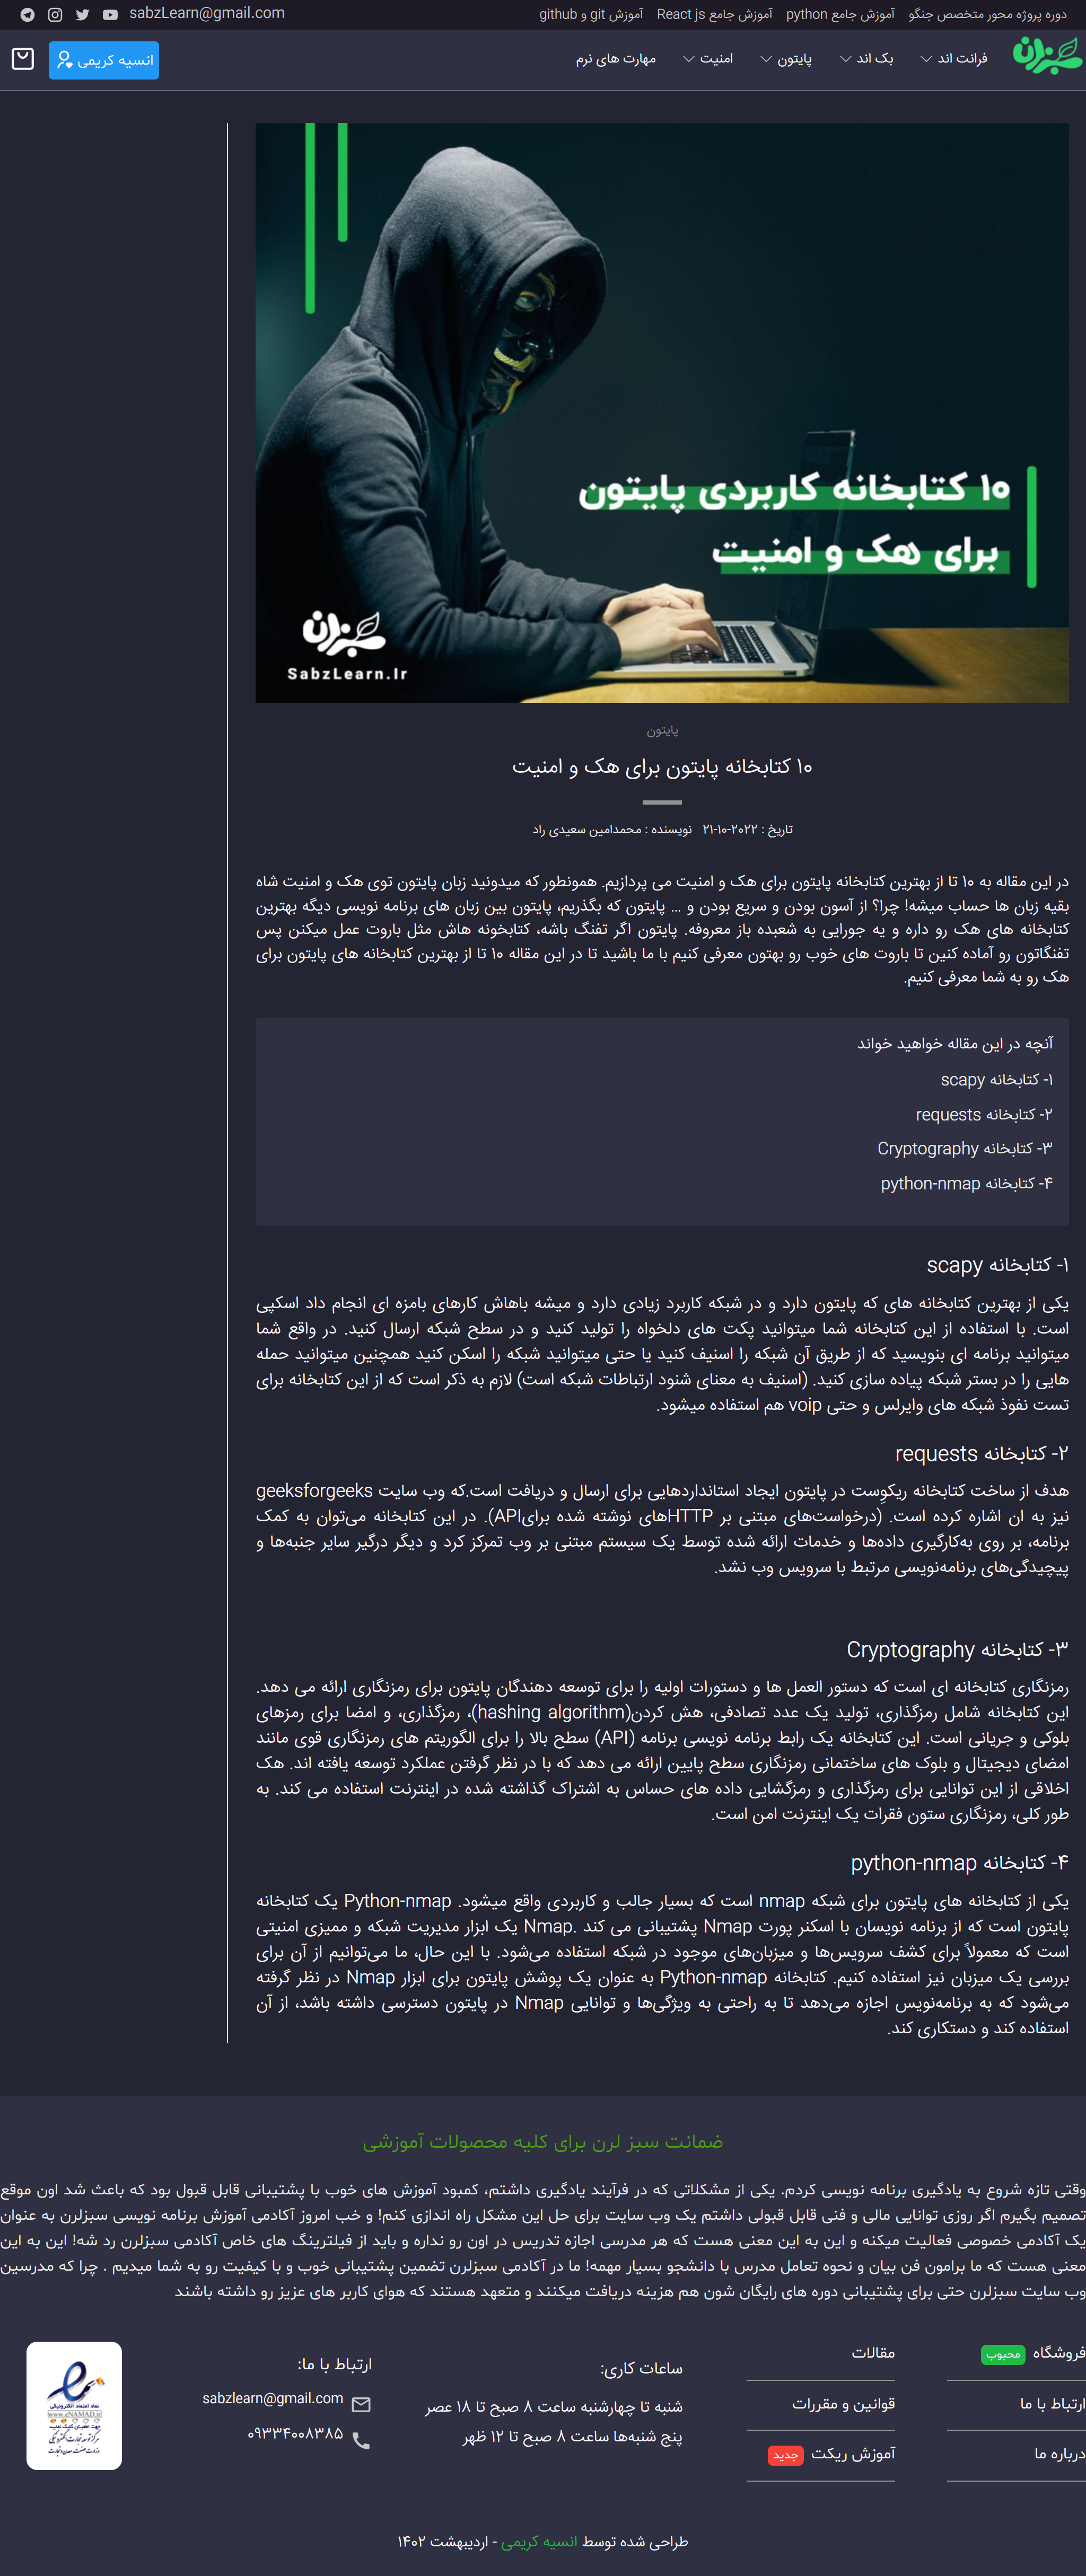 دوره پروژه محور متخصص جنگو آموزش جامع python آموزش جامع React js آموزش git و github sabzLearn@gmail.com
سبزلرن فرانت اند بک اند پایتون امنیت مهارت های نرم انسیه کریمی
۱۰ کتابخانه کاربردی پایتون
برای هک و امنیت
سبزلرن
SabzLearn.Ir
پایتون
۱۰ کتابخانه پایتون برای هک و امنیت
تاریخ : ۲۰۲۲-۱۰-۲۱ نویسنده : محمدامین سعیدی راد
در این مقاله به ۱۰ تا از بهترین کتابخانه پایتون برای هک و امنیت می پردازیم. همونطور که میدونید زبان پایتون توی هک و امنیت شاه
بقیه زبان ها حساب میشه! چرا؟ از آسون بودن و سریع بودن و … پایتون که بگذریم، پایتون بین زبان های برنامه نویسی دیگه بهترین
کتابخانه های هک رو داره و یه جورایی به شعبده باز معروفه. پایتون اگر تفنگ باشه، کتابخونه هاش مثل باروت عمل میکنن پس
تفنگاتون رو آماده کنین تا باروت های خوب رو بهتون معرفی کنیم با ما باشید تا در این مقاله ۱۰ تا از بهترین کتابخانه های پایتون برای
هک رو به شما معرفی کنیم.
آنچه در این مقاله خواهید خواند
۱- کتابخانه scapy
۲- کتابخانه requests
۳- کتابخانه Cryptography
۴- کتابخانه python-nmap
۱- کتابخانه scapy
یکی از بهترین کتابخانه های که پایتون دارد و در شبکه کاربرد زیادی دارد و میشه باهاش کارهای بامزه ای انجام داد اسکپی
است. با استفاده از این کتابخانه شما میتوانید پکت های دلخواه را تولید کنید و در سطح شبکه ارسال کنید. در واقع شما
میتوانید برنامه ای بنویسید که از طریق آن شبکه را اسنیف کنید یا حتی میتوانید شبکه را اسکن کنید همچنین میتوانید حمله
هایی را در بستر شبکه پیاده سازی کنید. (اسنیف به معنای شنود ارتباطات شبکه است) لازم به ذکر است که از این کتابخانه برای
تست نفوذ شبکه های وایرلس و حتی voip هم استفاده میشود.
۲- کتابخانه requests
هدف از ساخت کتابخانه ریکوِست در پایتون ایجاد استانداردهایی برای ارسال و دریافت است.که وب سایت geeksforgeeks
نیز به ان اشاره کرده است. (درخواست‌های مبتنی بر HTTPهای نوشته شده برایAPI). در این کتابخانه می‌توان به کمک
برنامه، بر روی به‌کارگیری داده‌ها و خدمات ارائه شده توسط یک سیستم مبتنی بر وب تمرکز کرد و دیگر درگیر سایر جنبه‌ها و
پیچیدگی‌های برنامه‌نویسی مرتبط با سرویس وب نشد.
۳- کتابخانه Cryptography
رمزنگاری کتابخانه ای است که دستور العمل ها و دستورات اولیه را برای توسعه دهندگان پایتون برای رمزنگاری ارائه می دهد.
این کتابخانه شامل رمزگذاری، تولید یک عدد تصادفی، هش کردن(hashing algorithm)، رمزگذاری، و امضا برای رمزهای
بلوکی و جریانی است. این کتابخانه یک رابط برنامه نویسی برنامه (API) سطح بالا را برای الگوریتم های رمزنگاری قوی مانند
امضای دیجیتال و بلوک های ساختمانی رمزنگاری سطح پایین ارائه می دهد که با در نظر گرفتن عملکرد توسعه یافته اند. هک
اخلاقی از این توانایی برای رمزگذاری و رمزگشایی داده های حساس به اشتراک گذاشته شده در اینترنت استفاده می کند. به
طور کلی، رمزنگاری ستون فقرات یک اینترنت امن است.
۴- کتابخانه python-nmap
یکی از کتابخانه های پایتون برای شبکه nmap است که بسیار جالب و کاربردی واقع میشود. Python-nmap یک کتابخانه
پایتون است که از برنامه نویسان با اسکنر پورت Nmap پشتیبانی می کند .Nmap یک ابزار مدیریت شبکه و ممیزی امنیتی
است که معمولاً برای کشف سرویس‌ها و میزبان‌های موجود در شبکه استفاده می‌شود. با این حال، ما می‌توانیم از آن برای
بررسی یک میزبان نیز استفاده کنیم. کتابخانه Python-nmap به عنوان یک پوشش پایتون برای ابزار Nmap در نظر گرفته
می‌شود که به برنامه‌نویس اجازه می‌دهد تا به راحتی به ویژگی‌ها و توانایی Nmap در پایتون دسترسی داشته باشد، از آن
استفاده کند و دستکاری کند.
ضمانت سبز لرن برای کلیه محصولات آموزشی
وقتی تازه شروع به یادگیری برنامه نویسی کردم. یکی از مشکلاتی که در فرآیند یادگیری داشتم، کمبود آموزش های خوب با پشتیبانی قابل قبول بود که باعث شد اون موقع
تصمیم بگیرم اگر روزی توانایی مالی و فنی قابل قبولی داشتم یک وب سایت برای حل این مشکل راه اندازی کنم! و خب امروز آکادمی آموزش برنامه نویسی سبزلرن به عنوان
یک آکادمی خصوصی فعالیت میکنه و این به این معنی هست که هر مدرسی اجازه تدریس در اون رو نداره و باید از فیلترینگ های خاص آکادمی سبزلرن رد شه! این به این
معنی هست که ما برامون فن بیان و نحوه تعامل مدرس با دانشجو بسیار مهمه! ما در آکادمی سبزلرن تضمین پشتیبانی خوب و با کیفیت رو به شما میدیم . چرا که مدرسین
وب سایت سبزلرن حتی برای پشتیبانی دوره های رایگان شون هم هزینه دریافت میکنند و متعهد هستند که هوای کاربر های عزیز رو داشته باشند
فروشگاه محبوب
ارتباط با ما
درباره ما
مقالات
قوانین و مقررات
آموزش ریکت جدید
ساعات کاری:
شنبه تا چهارشنبه ساعت ۸ صبح تا ۱۸ عصر
پنج شنبه‌ها ساعت ۸ صبح تا ۱۲ ظهر
ارتباط با ما:
sabzlearn@gmail.com
۰۹۳۳۴۰۰۸۳۸۵
نماد اعتماد الکترونیکی
www.eNAMAD.ir
جهت اطمینان کلیک نمایید
مرکز توسعه تجارت الکترونیکی
وزارت صنعت، معدن و تجارت
طراحی شده توسط انسیه کریمی - اردیبهشت ۱۴۰۲